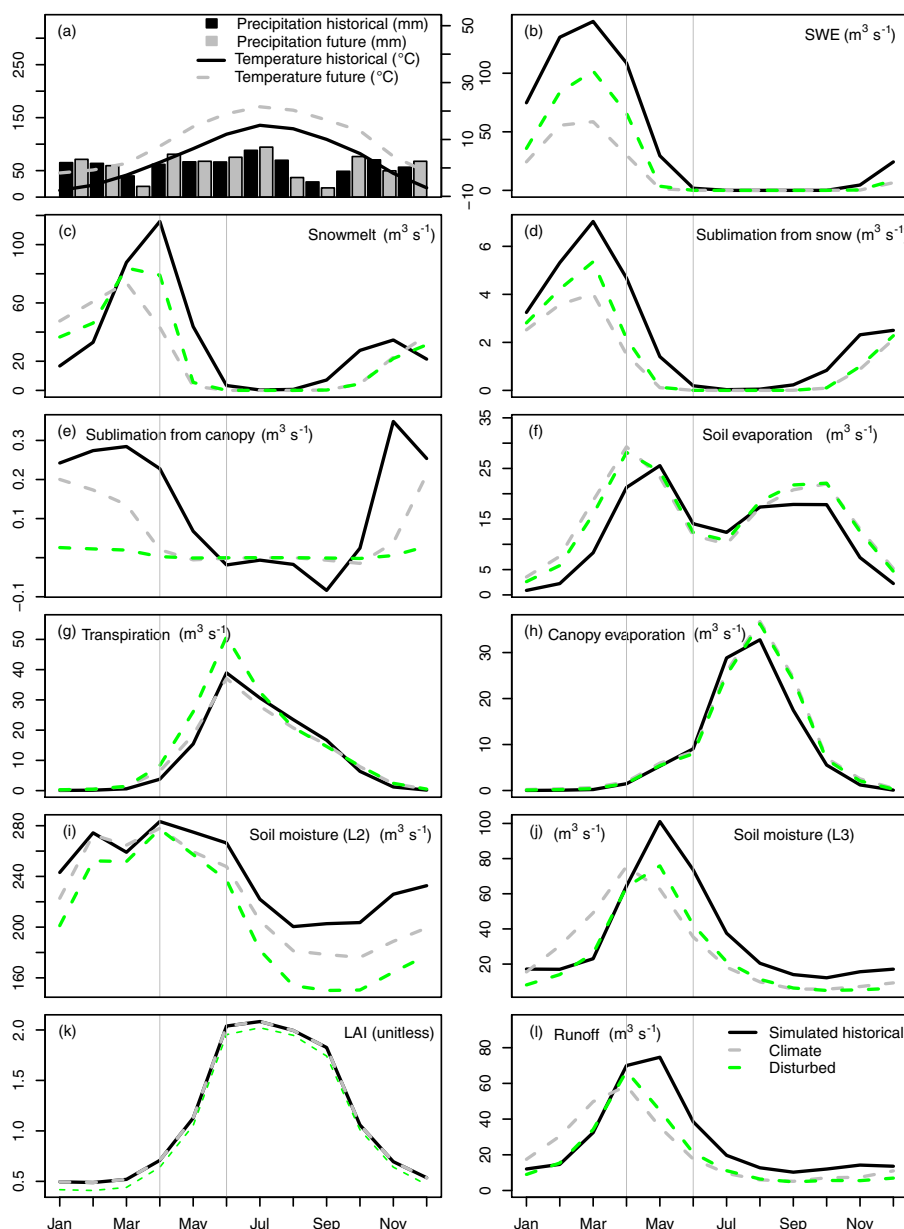 (a)
Precipitation historical (mm)
Precipitation future (mm)
Temperature historical (°C)
Temperature future (°C)
0 50 150 250
−10 0 10 30 50
(b)
SWE (m³ s⁻¹)
0 50 100
(c)
Snowmelt (m³ s⁻¹)
0 20 60 100
(d)
Sublimation from snow (m³ s⁻¹)
0 2 4 6
(e)
Sublimation from canopy (m³ s⁻¹)
−0.1 0.1 0.2 0.3
(f)
Soil evaporation (m³ s⁻¹)
0 5 15 25 35
(g)
Transpiration (m³ s⁻¹)
0 10 20 30 40 50
(h)
Canopy evaporation (m³ s⁻¹)
0 10 20 30
(i)
Soil moisture (L2) (m³ s⁻¹)
160 200 240 280
(j)
(m³ s⁻¹)
Soil moisture (L3)
20 40 60 80 100
(k)
LAI (unitless)
0.5 1.0 1.5 2.0
(l)
Runoff (m³ s⁻¹)
Simulated historical
Climate
Disturbed
0 20 40 60 80
Jan Mar May Jul Sep Nov
Jan Mar May Jul Sep Nov